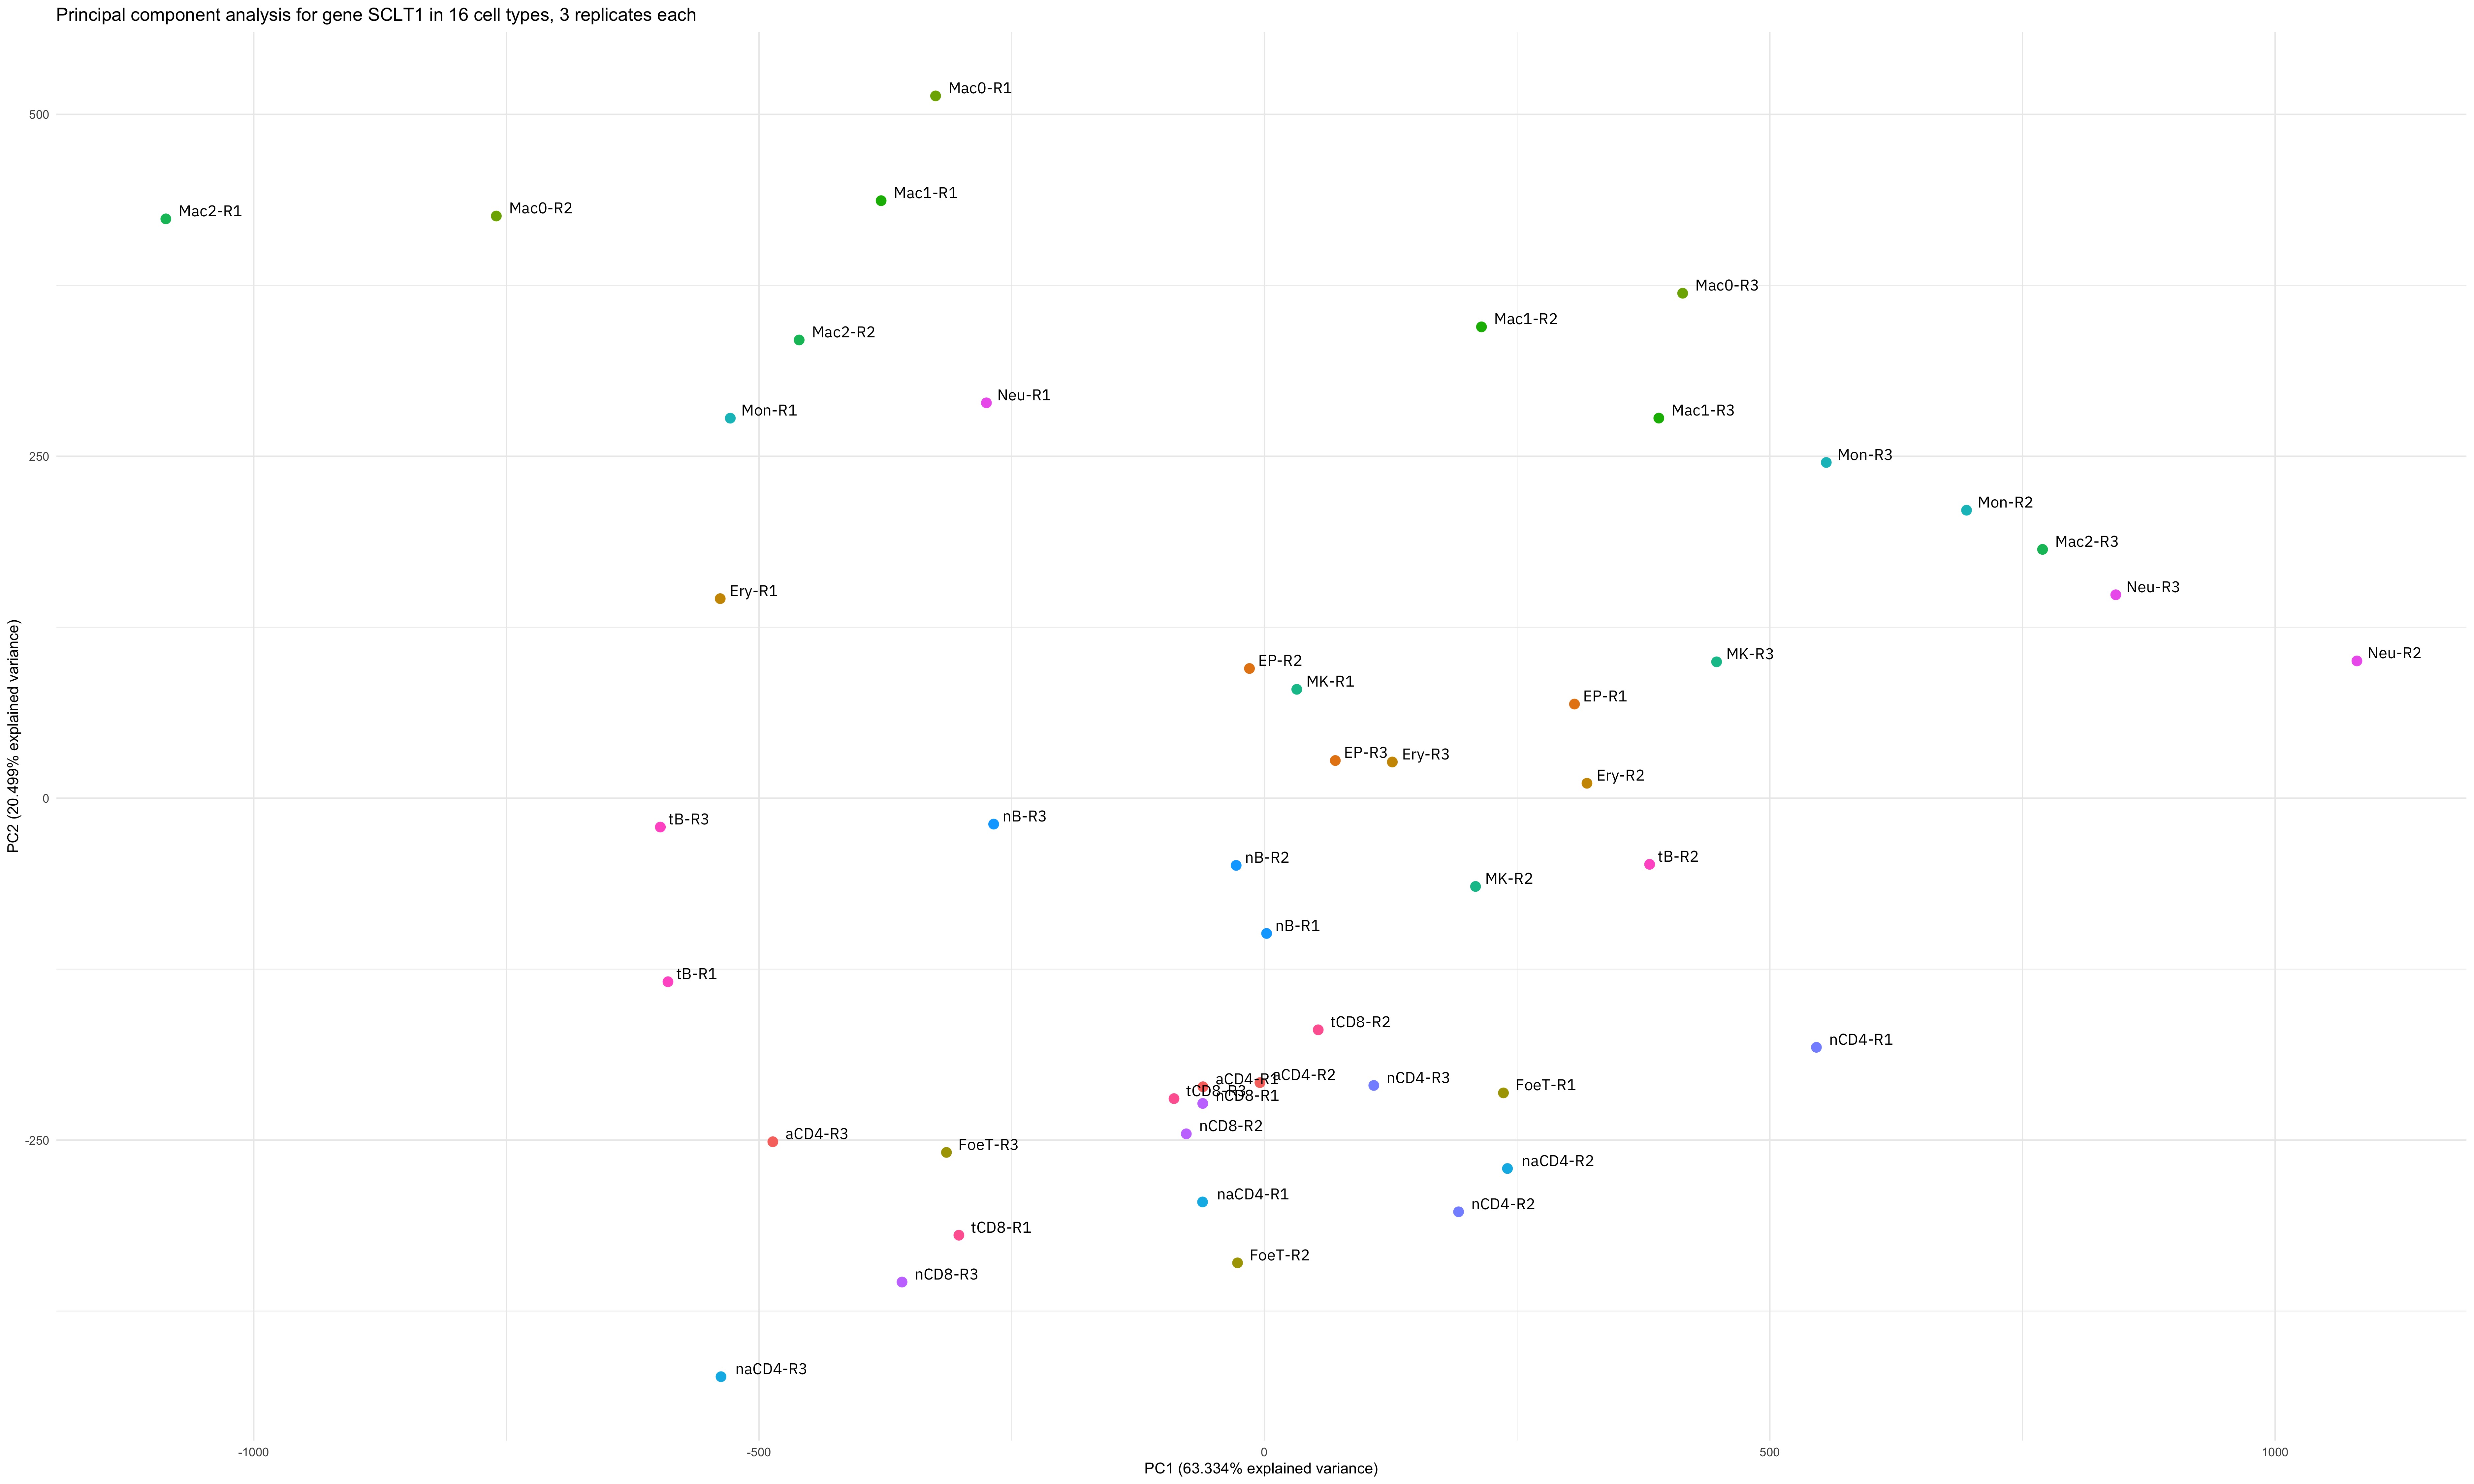 Principal component analysis for gene SCLT1 in 16 cell types, 3 replicates each
Mac0-R1
500
Mac1-R1
Mac2-R1
Mac0-R2
Mac0-R3
Mac1-R2
Mac2-R2
Neu-R1
Mon-R1
Mac1-R3
250
Mon-R3
Mon-R2
Mac2-R3
Neu-R3
Ery-R1
Neu-R2
MK-R3
EP-R2
MK-R1
EP-R1
EP-R3
Ery-R3
Ery-R2
0
tB-R3
nB-R3
nB-R2
tB-R2
MK-R2
nB-R1
tB-R1
tCD8-R2
nCD4-R1
aCD4-R1
aCD4-R2
nCD4-R3
FoeT-R1
tCD8-R3
nCD8-R1
nCD8-R2
aCD4-R3
-250
FoeT-R3
naCD4-R2
naCD4-R1
nCD4-R2
tCD8-R1
FoeT-R2
nCD8-R3
naCD4-R3
PC2 (20.499% explained variance)
-1000
-500
0
500
1000
PC1 (63.334% explained variance)